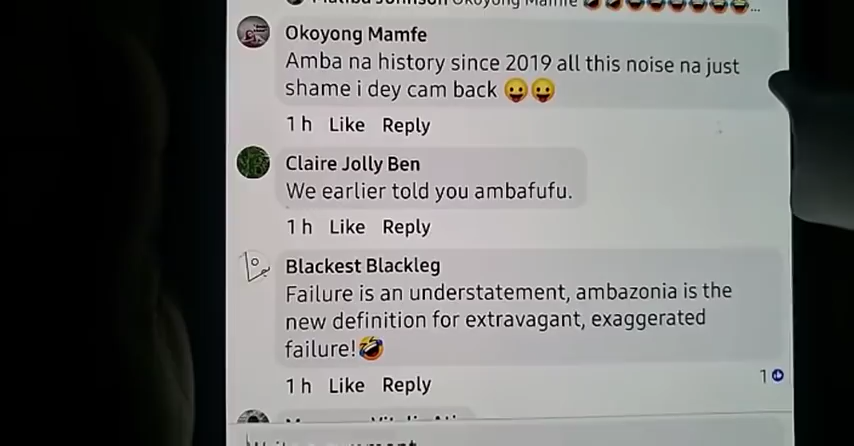 Okoyong Mamfe
Okoyong Mamfe
Amba na history since 2019 all this noise na just
shame i dey cam back 😛😛
1 h Like Reply
Claire Jolly Ben
We earlier told you ambafufu.
1 h Like Reply
Blackest Blackleg
Failure is an understatement, ambazonia is the
new definition for extravagant, exaggerated
failure!🤣
1
1 h Like Reply